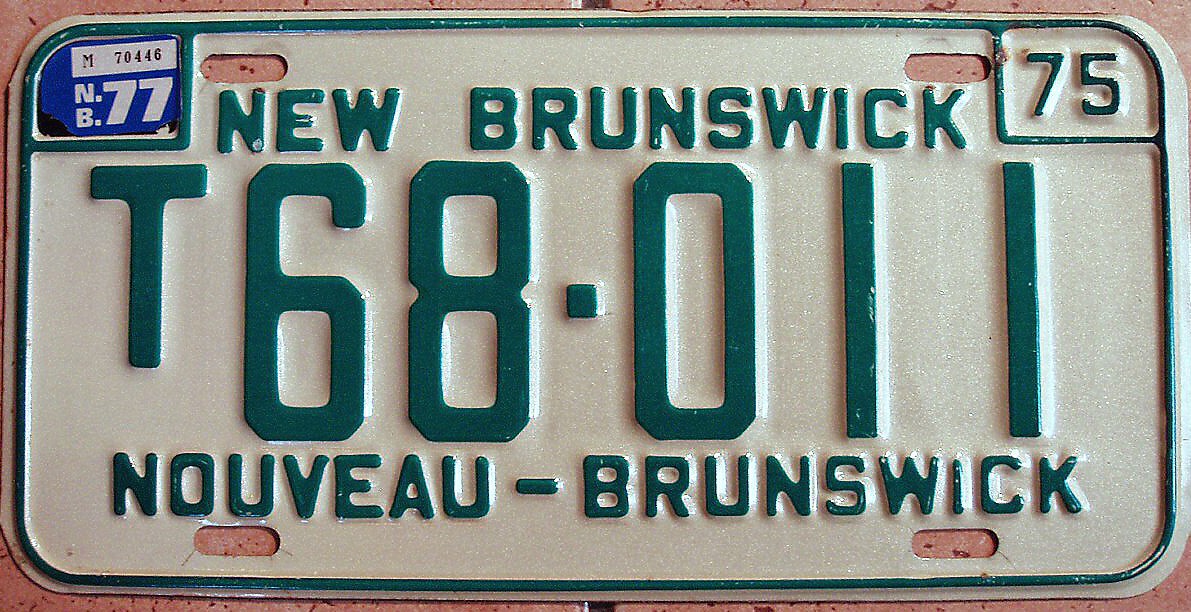 M 70446
N.B. 77
75
NEW BRUNSWICK
T68·011
NOUVEAU-BRUNSWICK